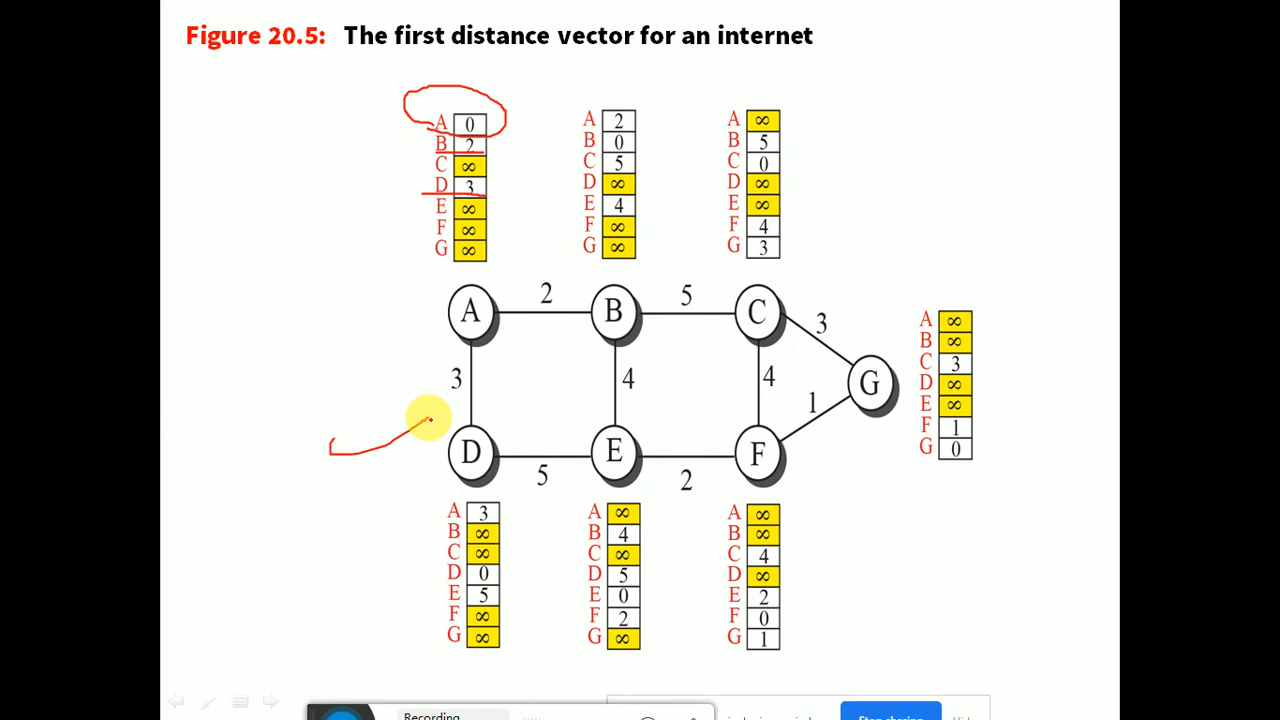 Figure 20.5: The first distance vector for an internet
A 0
B 2
C ∞
D 3
E ∞
F ∞
G ∞
A 2
B 0
C 5
D ∞
E 4
F ∞
G ∞
A ∞
B 5
C 0
D ∞
E ∞
F 4
G 3
A 2 B 5 C
3
3 4 4 G
1
D 5 E 2 F
A ∞
B ∞
C 3
D ∞
E ∞
F 1
G 0
A 3
B ∞
C ∞
D 0
E 5
F ∞
G ∞
A ∞
B 4
C ∞
D 5
E 0
F 2
G ∞
A ∞
B ∞
C 4
D ∞
E 2
F 0
G 1
Recording